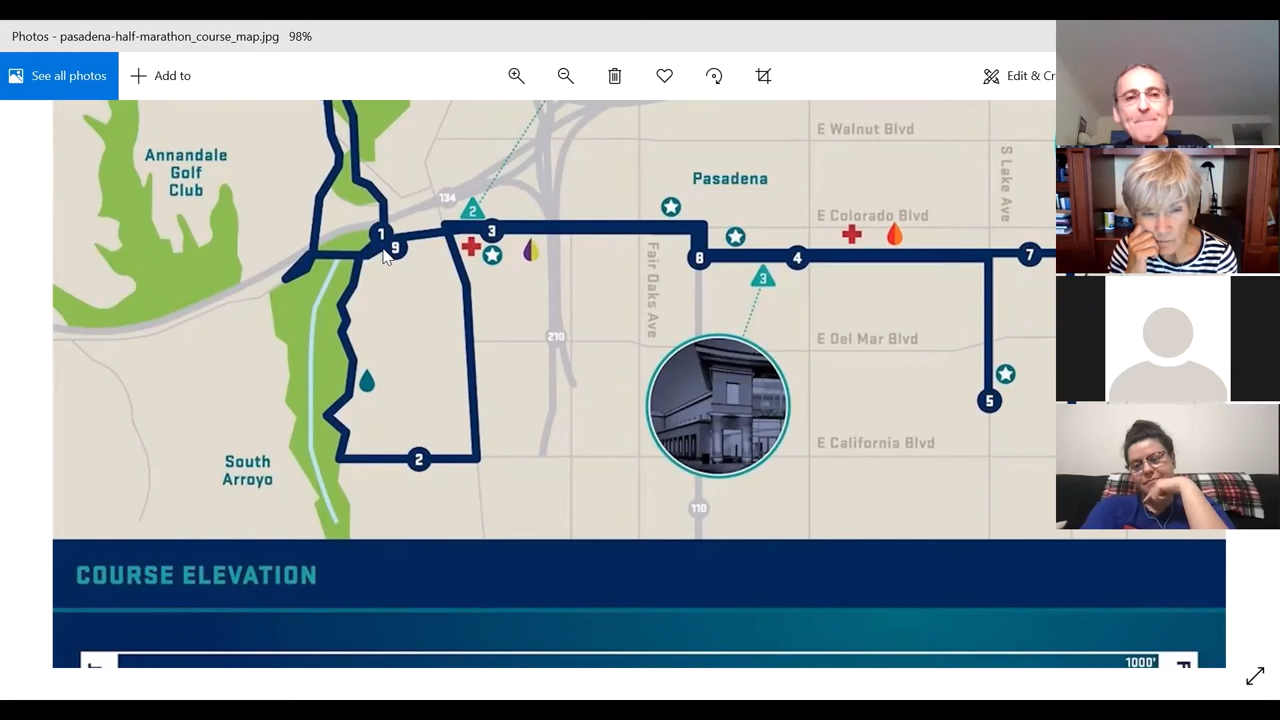 Photos - pasadena-half-marathon_course_map.jpg 98%
See all photos
Add to
Edit & Cr
Annandale
Golf
Club
E Walnut Blvd
S Lake Ave
Pasadena
134
2
E Colorado Blvd
1
3
9
8
4
7
Fair Oaks Ave
3
210
E Del Mar Blvd
5
2
E California Blvd
South
Arroyo
110
COURSE ELEVATION
1000'